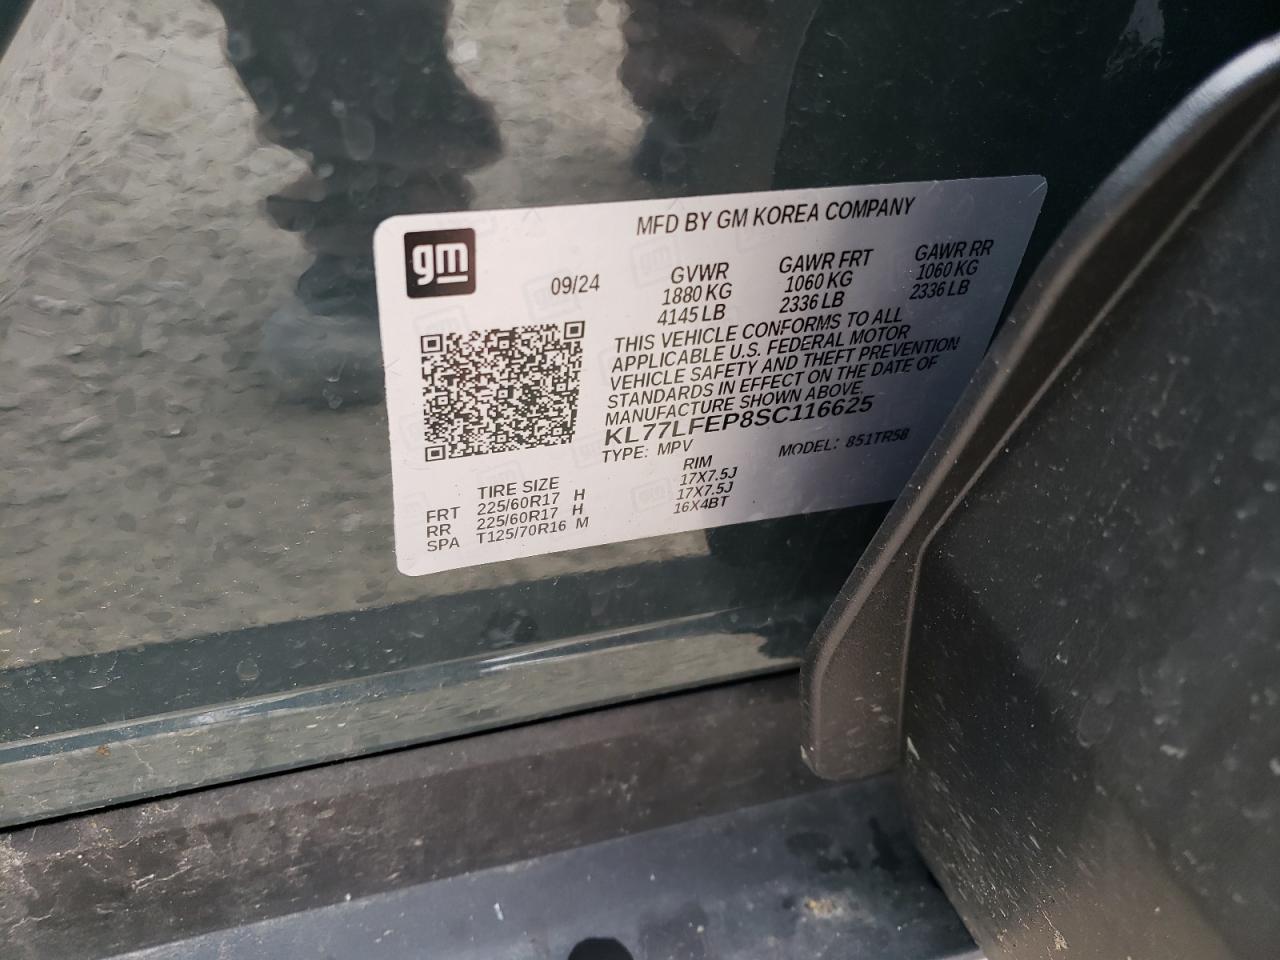 MFD BY GM KOREA COMPANY
gm
09/24
GVWR
1880 KG
4145 LB
GAWR FRT
1060 KG
2336 LB
GAWR RR
1060 KG
2336 LB
THIS VEHICLE CONFORMS TO ALL
APPLICABLE U.S. FEDERAL MOTOR
VEHICLE SAFETY AND THEFT PREVENTION
STANDARDS IN EFFECT ON THE DATE OF
MANUFACTURE SHOWN ABOVE.
KL77LFEP8SC116625
TYPE: MPV MODEL: 851TR58
TIRE SIZE RIM
FRT 225/60R17 H 17X7.5J
RR 225/60R17 H 17X7.5J
SPA T125/70R16 M 16X4BT